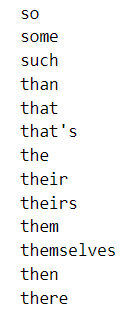 so
some
such
than
that
that's
the
their
theirs
them
themselves
then
there